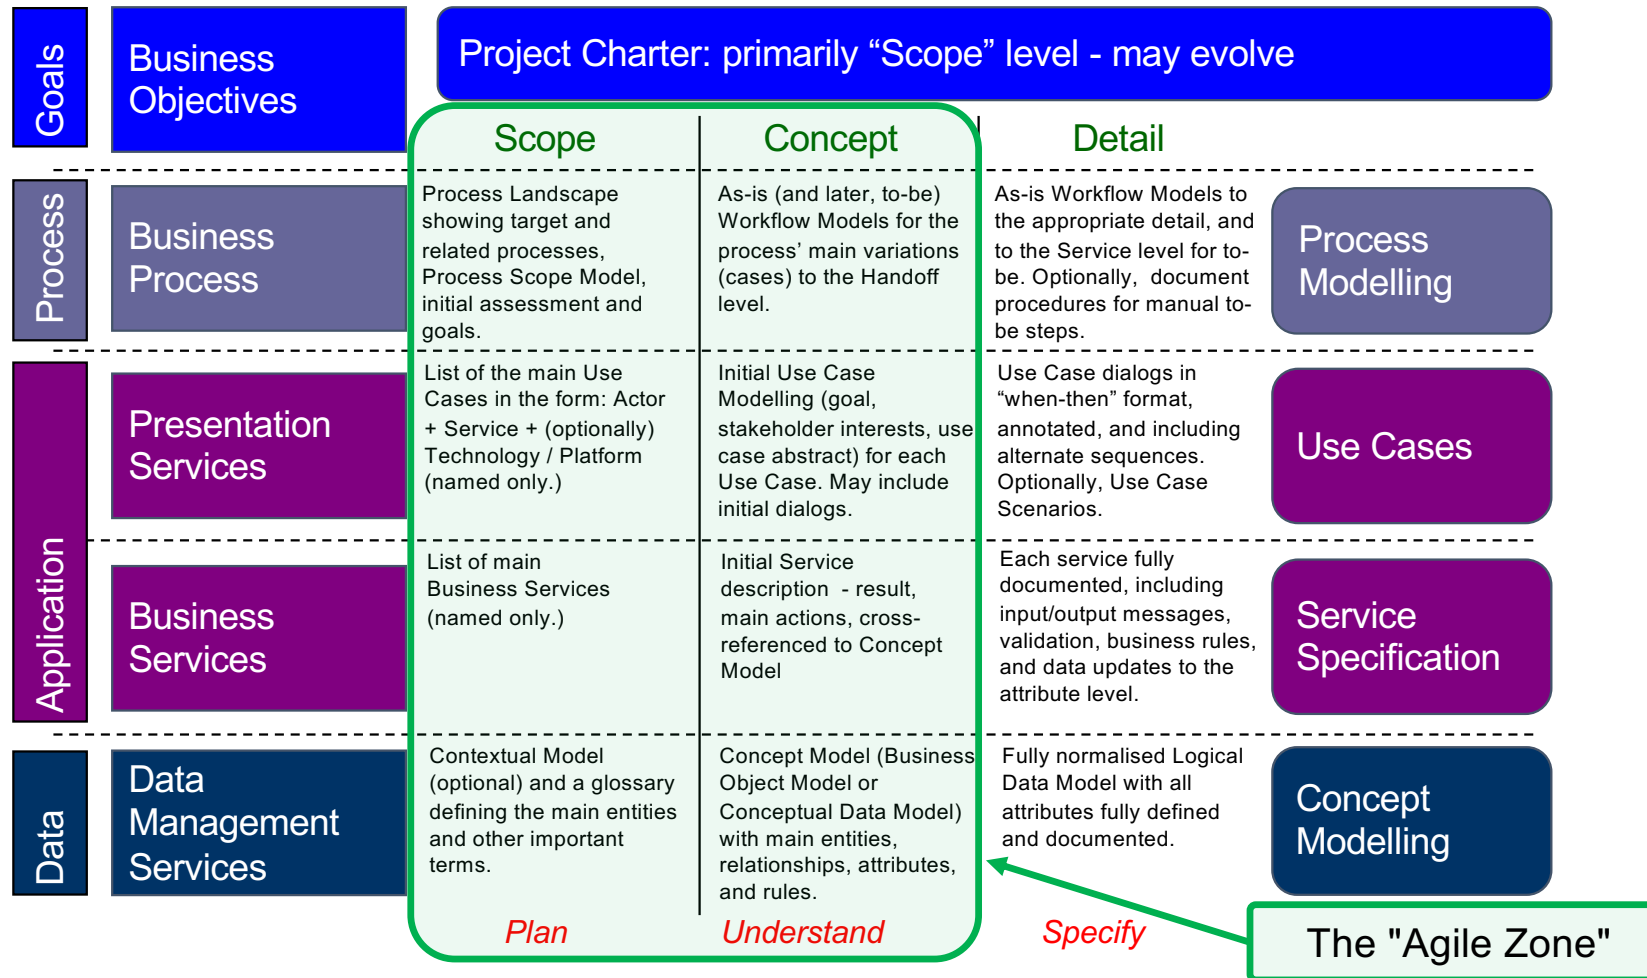 Goals
Business
Objectives
Project Charter: primarily “Scope” level - may evolve
Scope
Concept
Detail
Process
Business
Process
Process Landscape
showing target and
related processes,
Process Scope Model,
initial assessment and
goals.
As-is (and later, to-be)
Workflow Models for the
process’ main variations
(cases) to the Handoff
level.
As-is Workflow Models to
the appropriate detail, and
to the Service level for to-
be. Optionally,  document
procedures for manual to-
be steps.
Process
Modelling
Application
Presentation
Services
List of the main Use
Cases in the form: Actor
+ Service + (optionally)
Technology / Platform
(named only.)
Initial Use Case
Modelling (goal,
stakeholder interests, use
case abstract) for each
Use Case. May include
initial dialogs.
Use Case dialogs in
“when-then” format,
annotated, and including
alternate sequences.
Optionally, Use Case
Scenarios.
Use Cases
Business
Services
List of main
Business Services
(named only.)
Initial Service
description  - result,
main actions, cross-
referenced to Concept
Model
Each service fully
documented, including
input/output messages,
validation, business rules,
and data updates to the
attribute level.
Service
Specification
Data
Data
Management
Services
Contextual Model
(optional) and a glossary
defining the main entities
and other important
terms.
Concept Model (Business
Object Model or
Conceptual Data Model)
with main entities,
relationships, attributes,
and rules.
Fully normalised Logical
Data Model with all
attributes fully defined
and documented.
Concept
Modelling
Plan
Understand
Specify
The "Agile Zone"